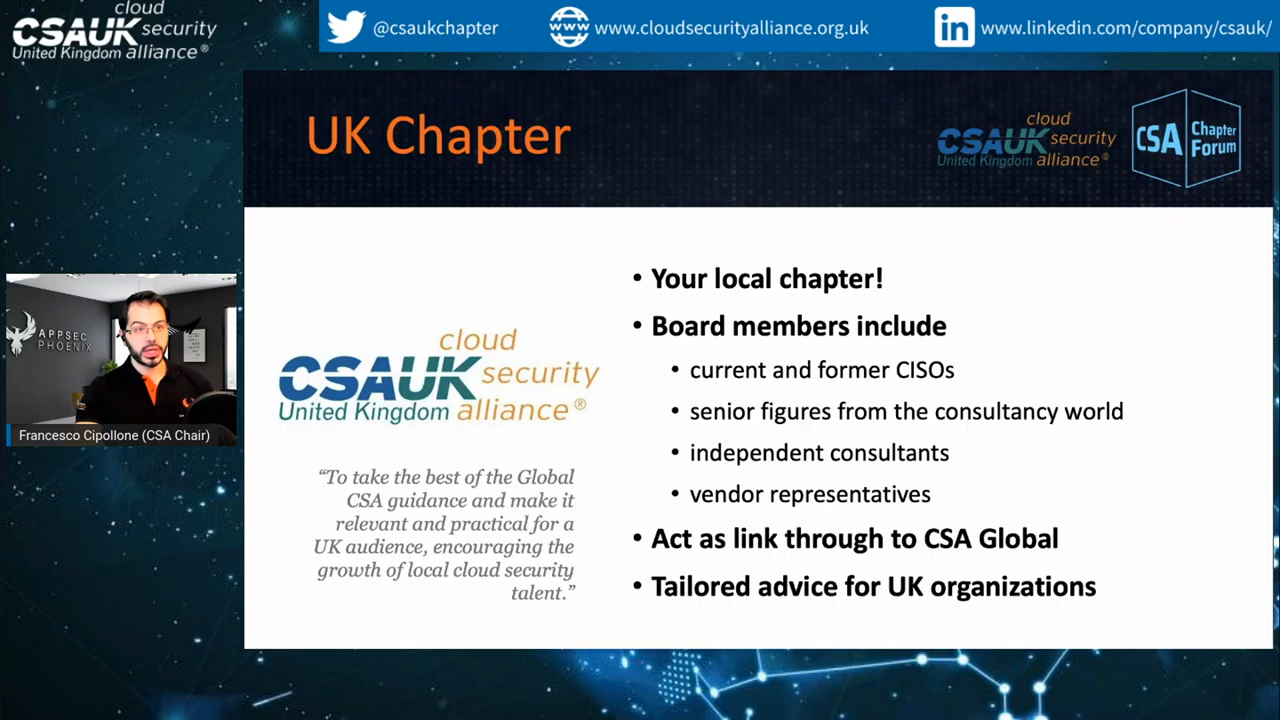 cloud
CSAUK security
United Kingdom alliance®
@csaukchapter
www.cloudsecurityalliance.org.uk
www.linkedin.com/company/csauk/
UK Chapter
cloud
CSAUK security
United Kingdom alliance®
CSA Chapter
Forum
APPSEC
PHOENIX
Francesco Cipollone (CSA Chair)
cloud
CSAUK security
United Kingdom alliance®
“To take the best of the Global
CSA guidance and make it
relevant and practical for a
UK audience, encouraging the
growth of local cloud security
talent.”
• Your local chapter!
• Board members include
• current and former CISOs
• senior figures from the consultancy world
• independent consultants
• vendor representatives
• Act as link through to CSA Global
• Tailored advice for UK organizations